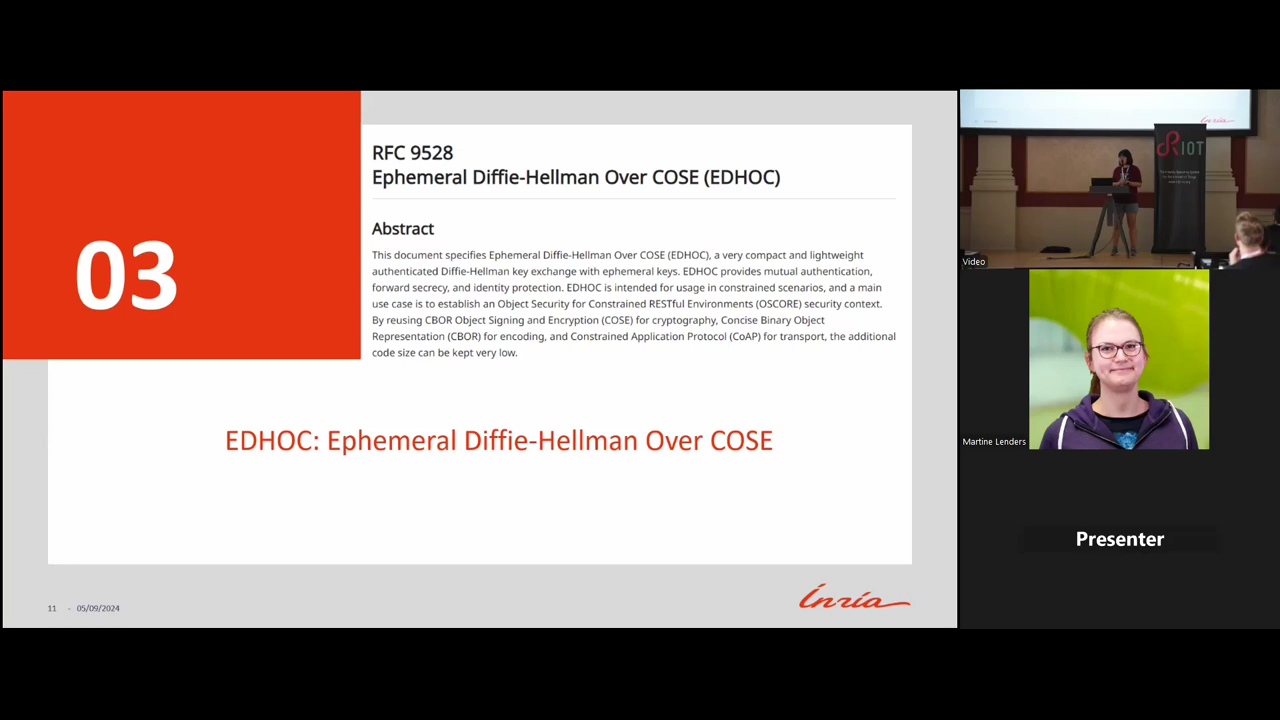 03
RFC 9528
Ephemeral Diffie-Hellman Over COSE (EDHOC)
Abstract
This document specifies Ephemeral Diffie-Hellman Over COSE (EDHOC), a very compact and lightweight
authenticated Diffie-Hellman key exchange with ephemeral keys. EDHOC provides mutual authentication,
forward secrecy, and identity protection. EDHOC is intended for usage in constrained scenarios, and a main
use case is to establish an Object Security for Constrained RESTful Environments (OSCORE) security context.
By reusing CBOR Object Signing and Encryption (COSE) for cryptography, Concise Binary Object
Representation (CBOR) for encoding, and Constrained Application Protocol (CoAP) for transport, the additional
code size can be kept very low.
EDHOC: Ephemeral Diffie-Hellman Over COSE
11 - 05/09/2024
Inria
RIOT
Video
Martine Lenders
Presenter